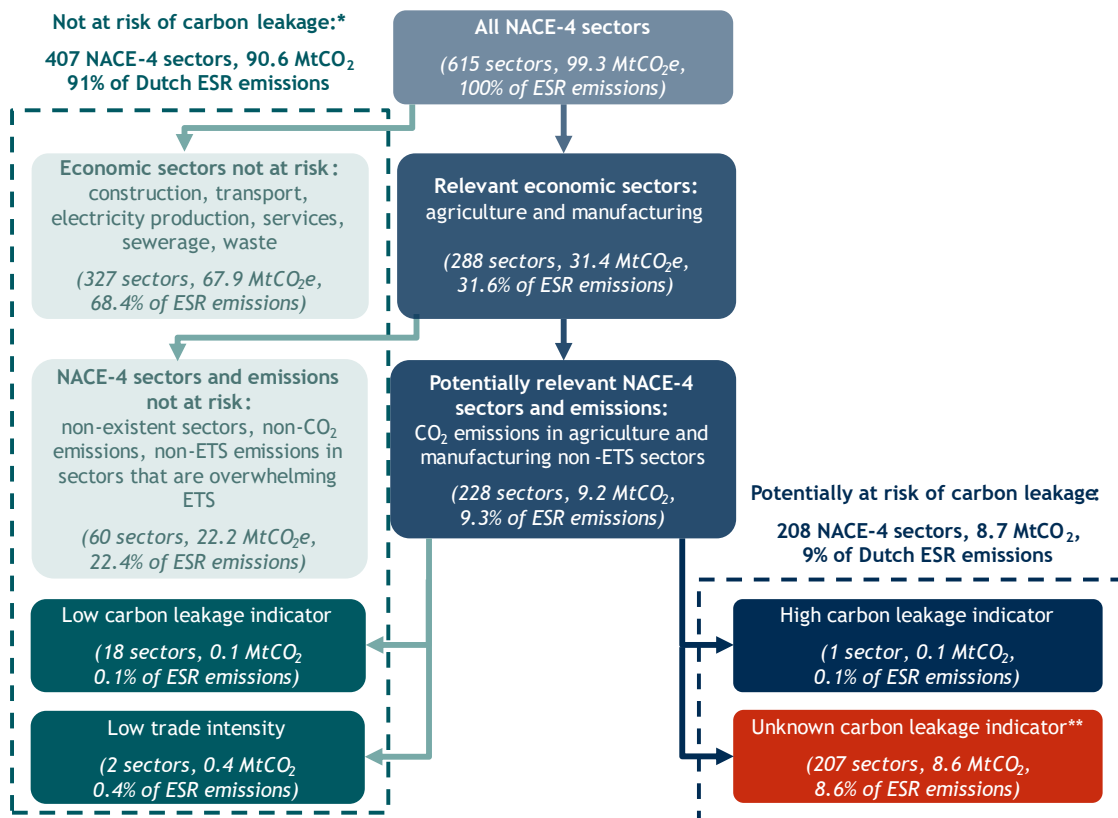 Not at risk of carbon leakage:*
407 NACE-4 sectors, 90.6 MtCO₂
91% of Dutch ESR emissions
All NACE-4 sectors
(615 sectors, 99.3 MtCO₂e,
100% of ESR emissions)
Economic sectors not at risk:
construction, transport,
electricity production, services,
sewerage, waste
(327 sectors, 67.9 MtCO₂e,
68.4% of ESR emissions)
Relevant economic sectors:
agriculture and manufacturing
(288 sectors, 31.4 MtCO₂e,
31.6% of ESR emissions)
NACE-4 sectors and emissions
not at risk:
non-existent sectors, non-CO₂
emissions, non-ETS emissions in
sectors that are overwhelming
ETS
(60 sectors, 22.2 MtCO₂e,
22.4% of ESR emissions)
Potentially relevant NACE-4
sectors and emissions:
CO₂ emissions in agriculture and
manufacturing non -ETS sectors
(228 sectors, 9.2 MtCO₂,
9.3% of ESR emissions)
Potentially at risk of carbon leakage:
208 NACE-4 sectors, 8.7 MtCO₂,
9% of Dutch ESR emissions
Low carbon leakage indicator
(18 sectors, 0.1 MtCO₂
0.1% of ESR emissions)
High carbon leakage indicator
(1 sector, 0.1 MtCO₂,
0.1% of ESR emissions)
Low trade intensity
(2 sectors, 0.4 MtCO₂
0.4% of ESR emissions)
Unknown carbon leakage indicator**
(207 sectors, 8.6 MtCO₂,
8.6% of ESR emissions)